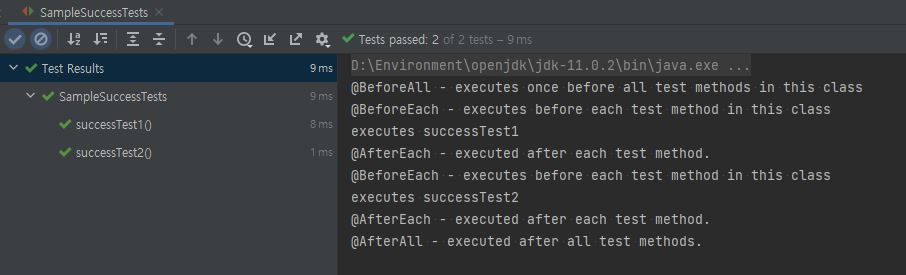 SampleSuccessTests
Tests passed: 2 of 2 tests – 9 ms
Test Results 9 ms
SampleSuccessTests 9 ms
successTest1() 8 ms
successTest2() 1 ms
D:\Environment\openjdk\jdk-11.0.2\bin\java.exe ...
@BeforeAll - executes once before all test methods in this class
@BeforeEach - executes before each test method in this class
executes successTest1
@AfterEach - executed after each test method.
@BeforeEach - executes before each test method in this class
executes successTest2
@AfterEach - executed after each test method.
@AfterAll - executed after all test methods.